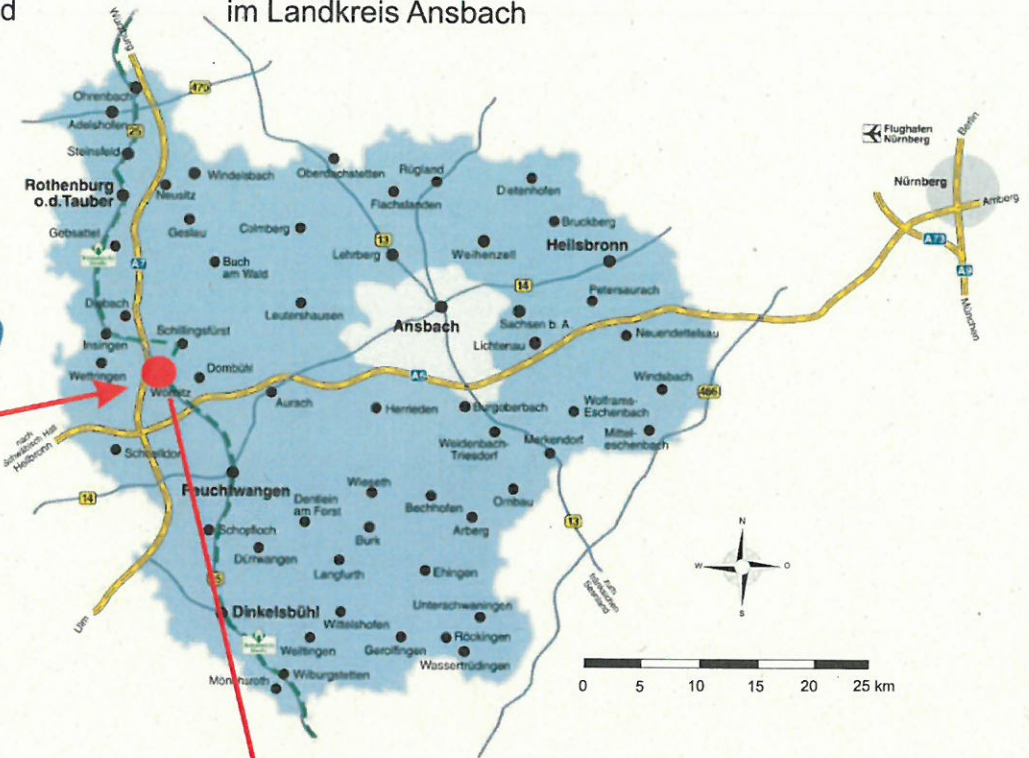 d
im Landkreis Ansbach
Würzburg
470
Ohrenbach
Adelshofen
25
Steinsfeld
Windelsbach
Oberdachstetten
Rügland
Flachslanden
Dietenhofen
Flughafen
Nürnberg
Berlin
Nürnberg
Amberg
A73
A9
München
Rothenburg
o.d.Tauber
Neusitz
Geslau
Colmberg
Bruckberg
Gebsattel
13
Lehrberg
Weihenzell
Heilsbronn
A7
Buch
am Wald
14
Petersaurach
Diebach
Leutershausen
Ansbach
Sachsen b. A.
Schillingsfürst
Insingen
Lichtenau
Neuendettelsau
Wettringen
Dombühl
A6
Windsbach
466
Wörnitz
Aurach
Herrieden
Burgoberbach
Wolframs-
Eschenbach
nach
Schwäbisch Hall
Heilbronn
Schnelldorf
Weidenbach-
Triesdorf
Merkendorf
Mittel-
eschenbach
14
Feuchtwangen
Wieseth
Dentlein
am Forst
Bechhofen
Ornbau
Schopfloch
Burk
Arberg
13
Dürrwangen
Langfurth
Ehingen
zum
fränkischen
Seenland
N
W
O
S
Ulm
Dinkelsbühl
Wittelshofen
Unterschwaningen
Weiltingen
Gerolfingen
Röckingen
Wassertrüdingen
Mönchsroth
Wilburgstetten
0 5 10 15 20 25 km